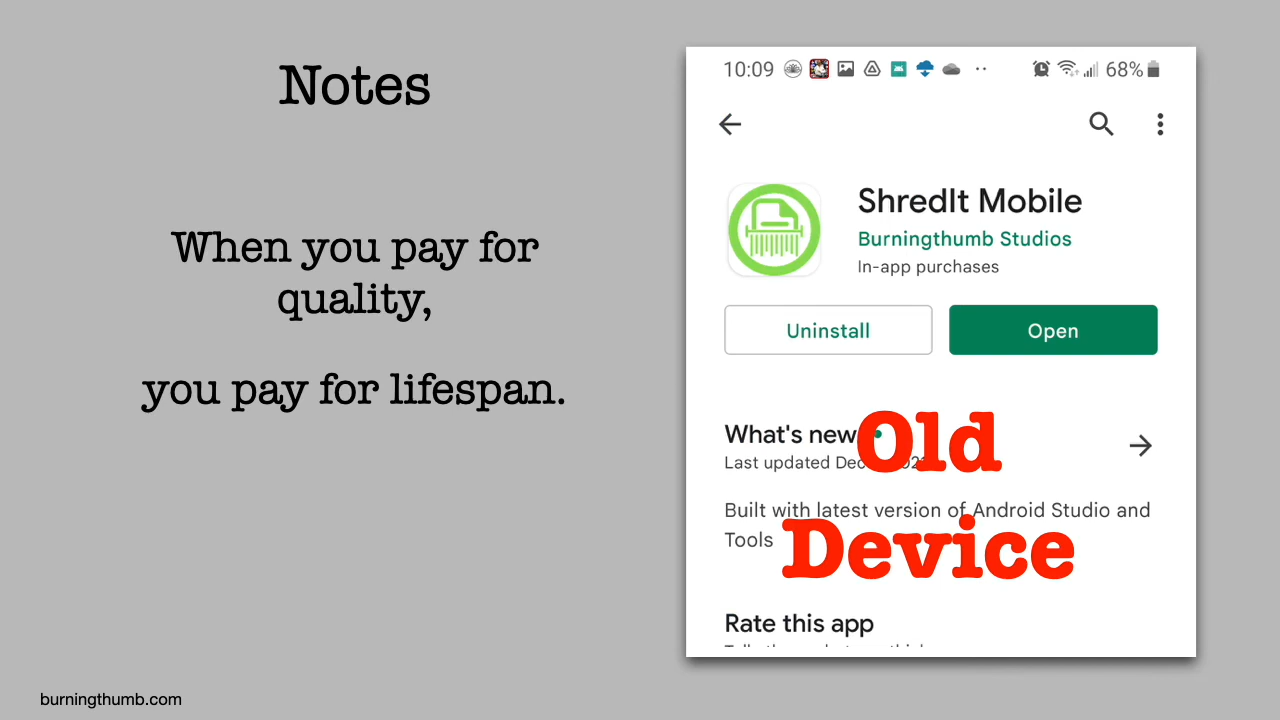 Notes
When you pay for
quality,
you pay for lifespan.
burningthumb.com
10:09
68%
ShredIt Mobile
Burningthumb Studios
In-app purchases
Uninstall
Open
What's new
Last updated
Old
Built with latest version of Android Studio and
Tools
Device
Rate this app